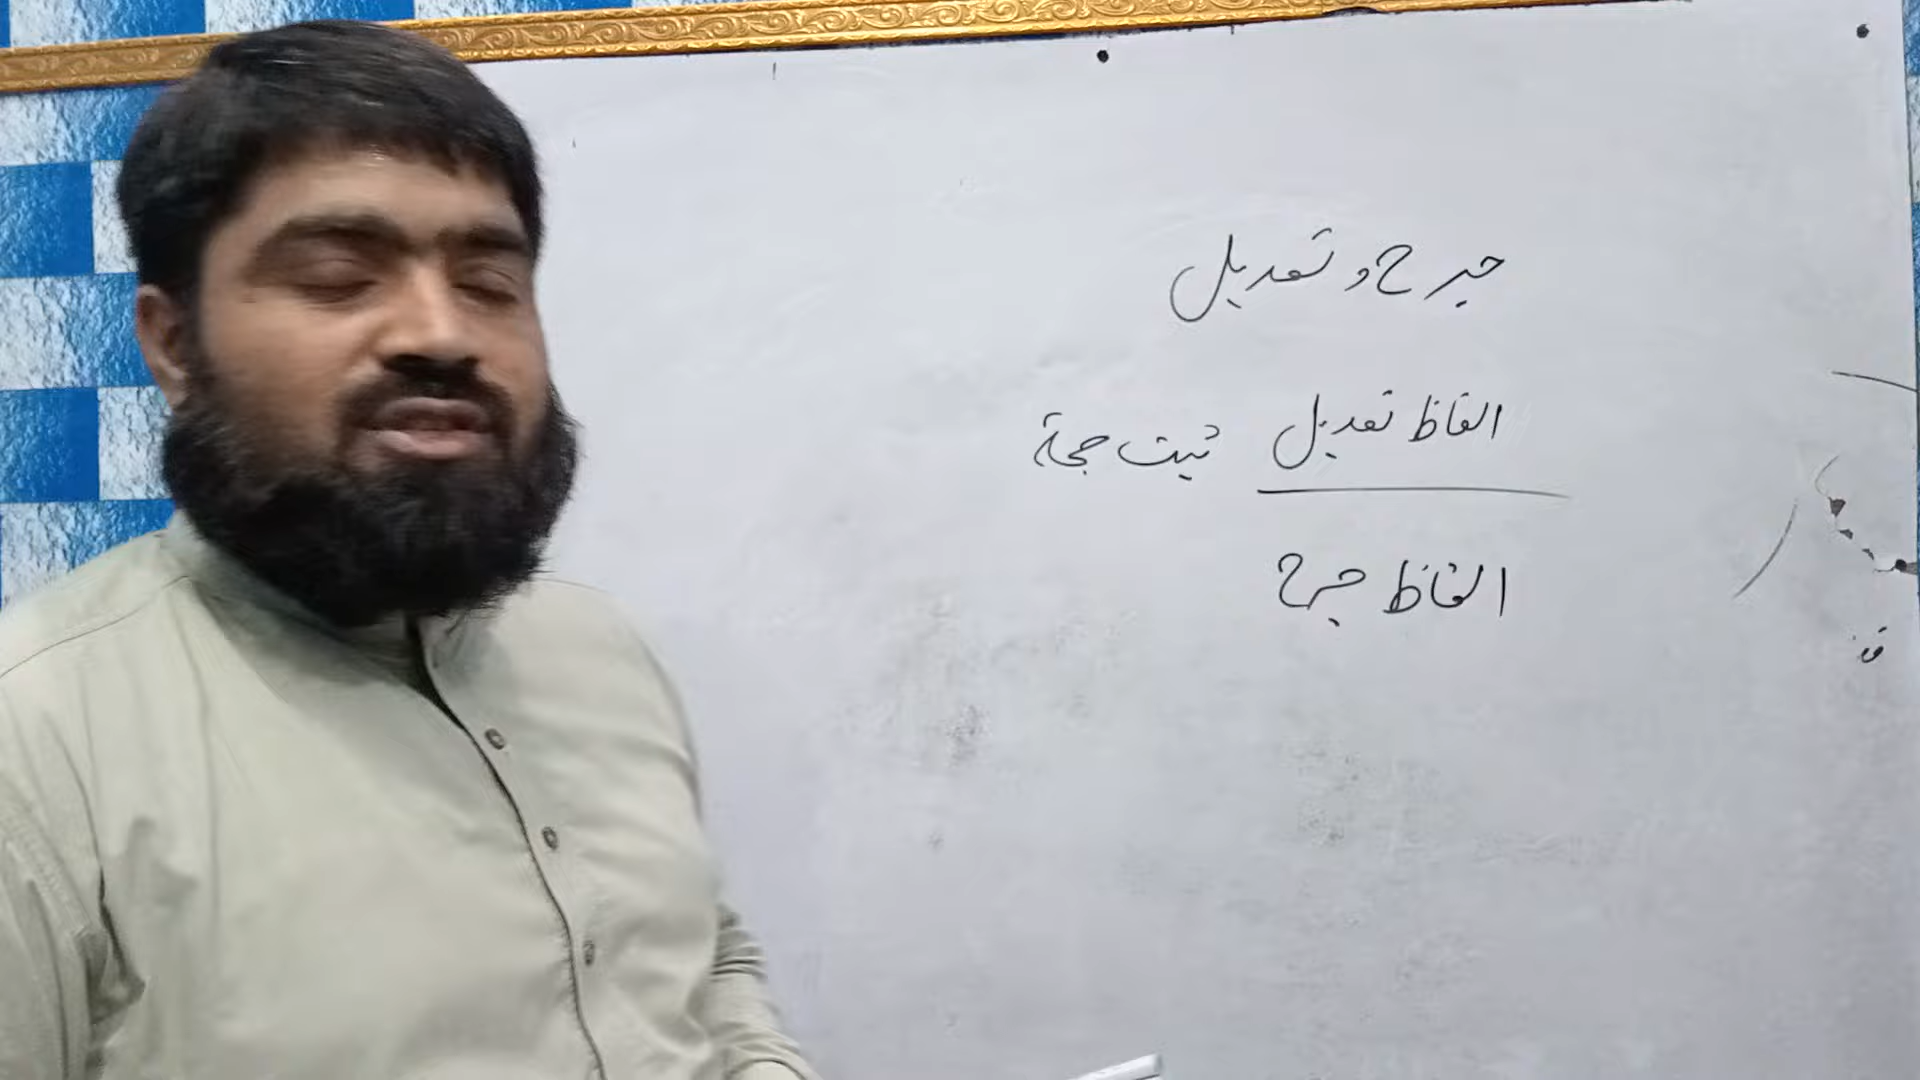 جرح و تعدیل
الفاظ تعدیل ثبت حجۃ
الفاظ جرح